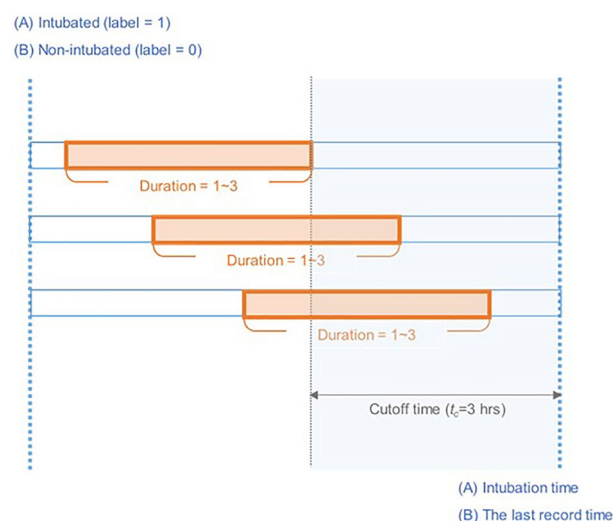 (A) Intubated (label = 1)
(B) Non-intubated (label = 0)
Duration = 1~3
Duration = 1~3
Duration = 1~3
Cutoff time (tc=3 hrs)
(A) Intubation time
(B) The last record time